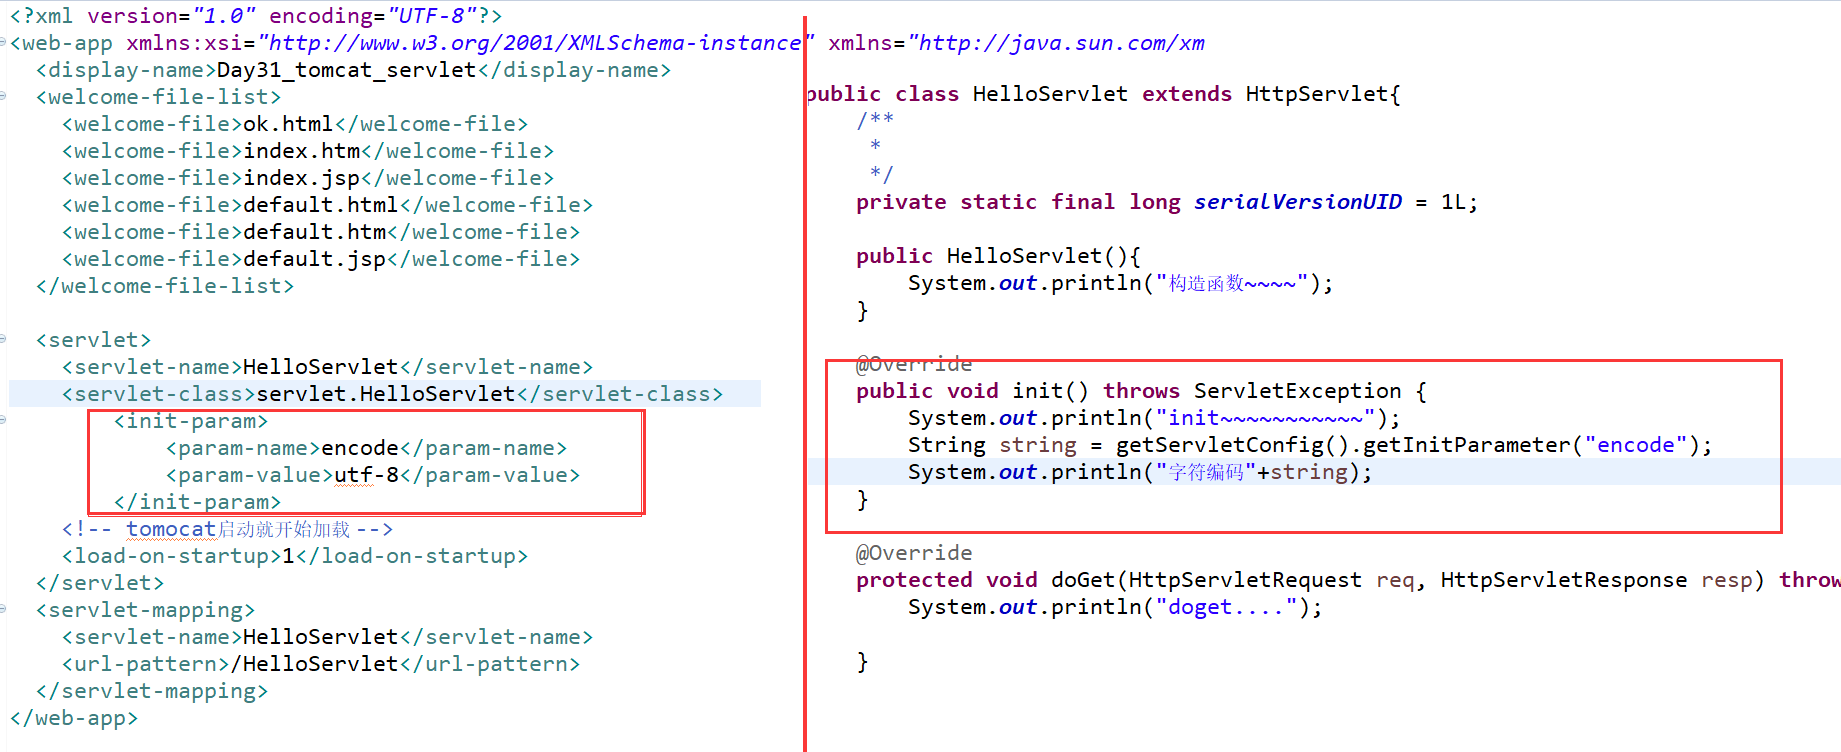 <?xml version="1.0" encoding="UTF-8"?>
<web-app xmlns:xsi="http://www.w3.org/2001/XMLSchema-instance" xmlns="http://java.sun.com/xm
<display-name>Day31_tomcat_servlet</display-name>
<welcome-file-list>
<welcome-file>ok.html</welcome-file>
<welcome-file>index.htm</welcome-file>
<welcome-file>index.jsp</welcome-file>
<welcome-file>default.html</welcome-file>
<welcome-file>default.htm</welcome-file>
<welcome-file>default.jsp</welcome-file>
</welcome-file-list>
<servlet>
<servlet-name>HelloServlet</servlet-name>
<servlet-class>servlet.HelloServlet</servlet-class>
<init-param>
<param-name>encode</param-name>
<param-value>utf-8</param-value>
</init-param>
<!-- tomocat启动就开始加载 -->
<load-on-startup>1</load-on-startup>
</servlet>
<servlet-mapping>
<servlet-name>HelloServlet</servlet-name>
<url-pattern>/HelloServlet</url-pattern>
</servlet-mapping>
</web-app>
public class HelloServlet extends HttpServlet{
/**
*
*/
private static final long serialVersionUID = 1L;
public HelloServlet(){
System.out.println("构造函数~~~~");
}
@Override
public void init() throws ServletException {
System.out.println("init~~~~~~~~~~~");
String string = getServletConfig().getInitParameter("encode");
System.out.println("字符编码"+string);
}
@Override
protected void doGet(HttpServletRequest req, HttpServletResponse resp) throw
System.out.println("doget....");
}